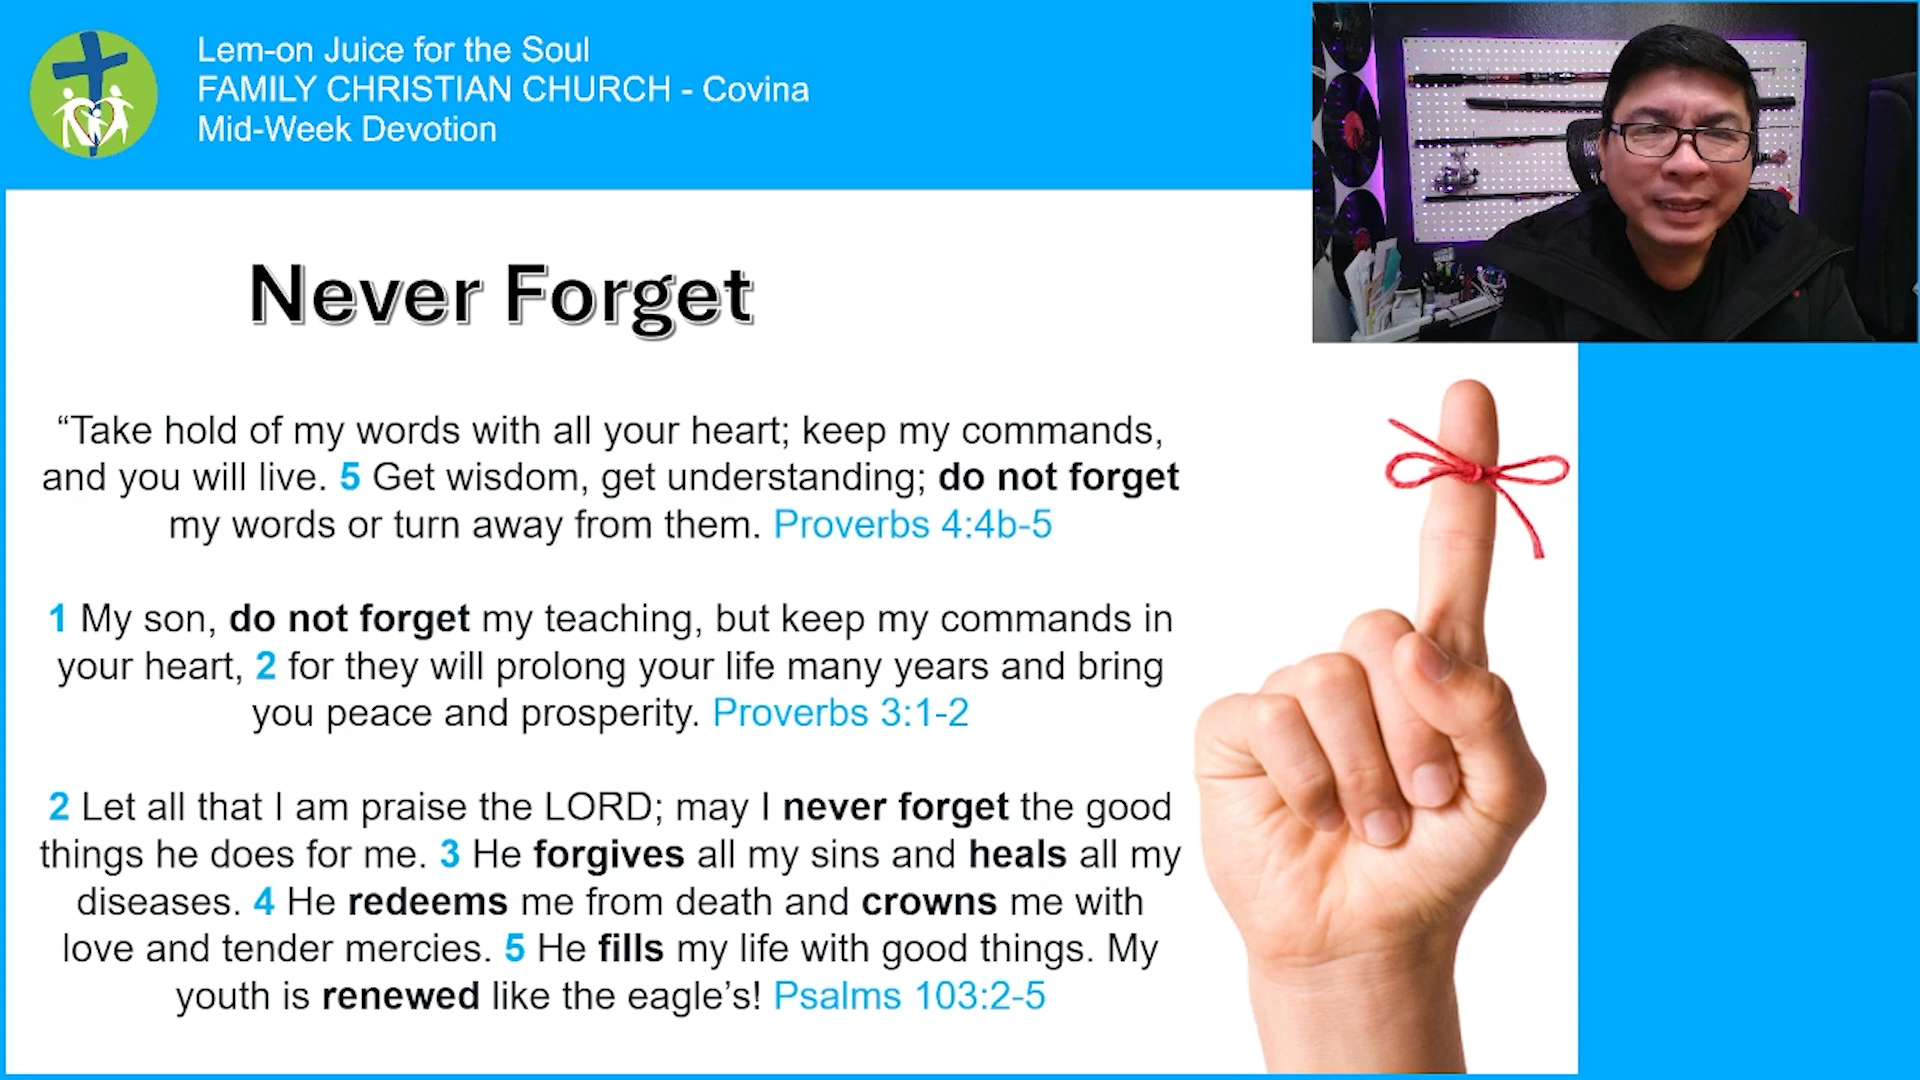 Lem-on Juice for the Soul
FAMILY CHRISTIAN CHURCH - Covina
Mid-Week Devotion
Never Forget
“Take hold of my words with all your heart; keep my commands,
and you will live. 5 Get wisdom, get understanding; do not forget
my words or turn away from them. Proverbs 4:4b-5
1 My son, do not forget my teaching, but keep my commands in
your heart, 2 for they will prolong your life many years and bring
you peace and prosperity. Proverbs 3:1-2
2 Let all that I am praise the LORD; may I never forget the good
things he does for me. 3 He forgives all my sins and heals all my
diseases. 4 He redeems me from death and crowns me with
love and tender mercies. 5 He fills my life with good things. My
youth is renewed like the eagle’s! Psalms 103:2-5